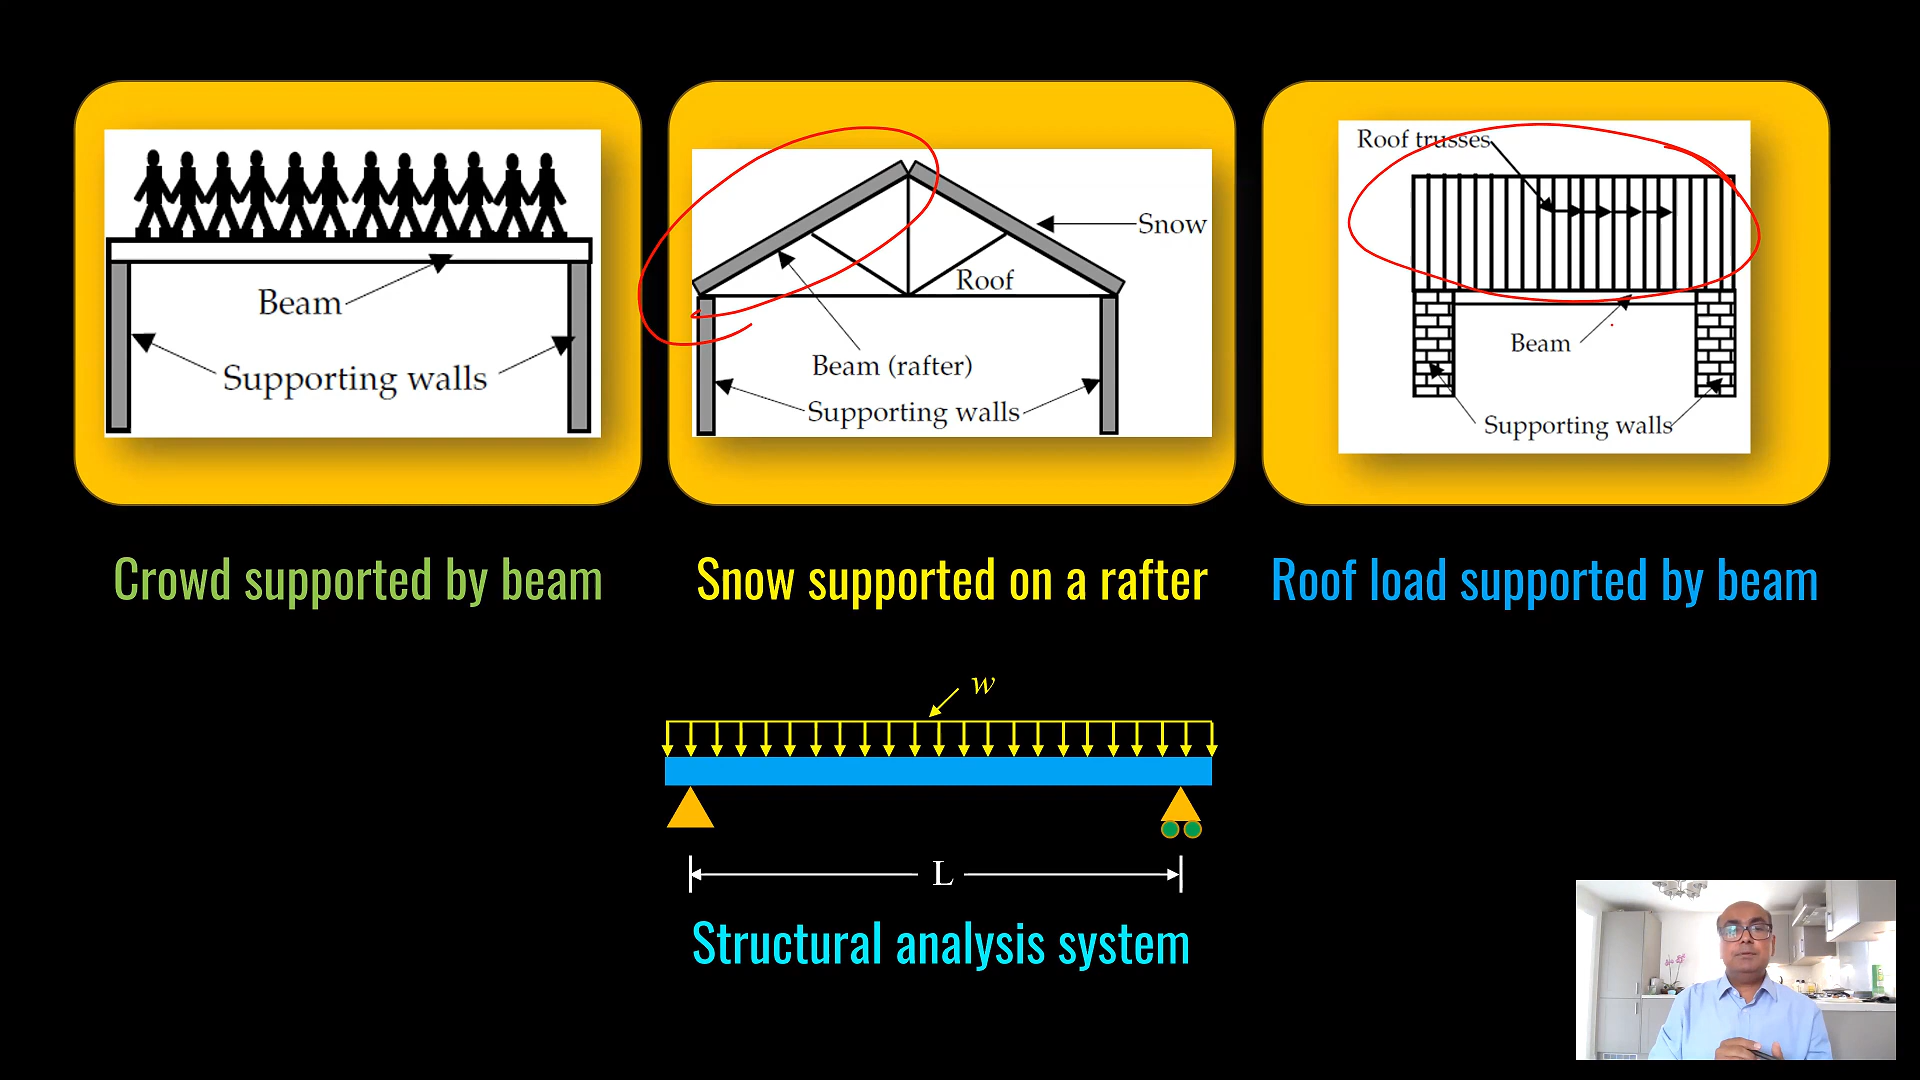 Beam
Supporting walls
Snow
Roof
Beam (rafter)
Supporting walls
Roof trusses
Beam
Supporting walls
Crowd supported by beam
Snow supported on a rafter
Roof load supported by beam
w
L
Structural analysis system